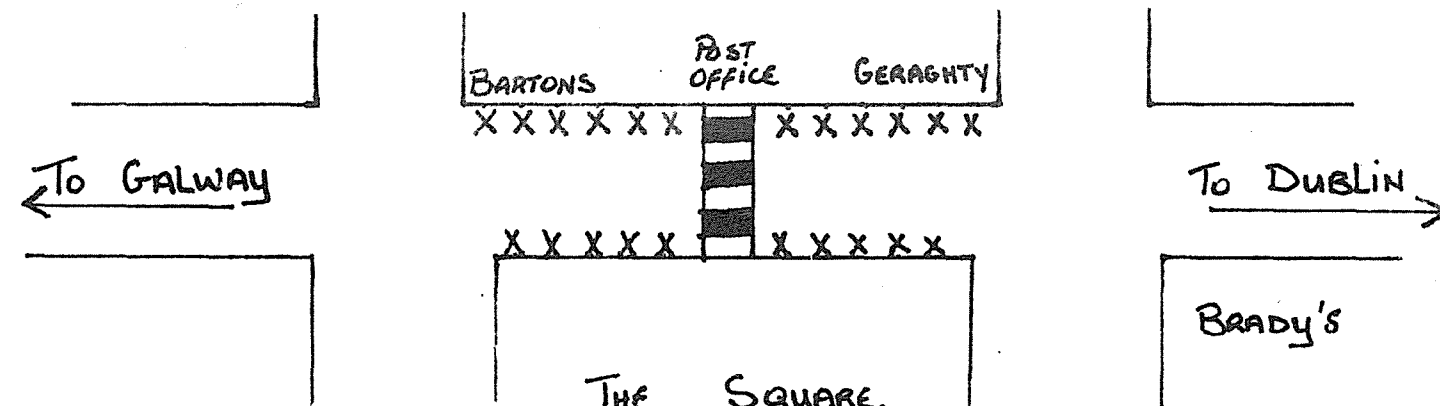 POST
OFFICE
BARTONS
GERAGHTY
X X X X X X
X X X X X X
TO GALWAY
TO DUBLIN
X X X X X
X X X X X
BRADY'S
THE SQUARE.